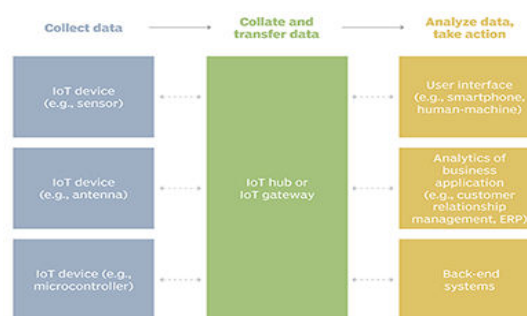 Collect data
Collate and
transfer data
Analyze data,
take action
IoT device
(e.g., sensor)
IoT device
(e.g., antenna)
IoT device (e.g.,
microcontroller)
IoT hub or
IoT gateway
User interface
(e.g., smartphone,
human-machine)
Analytics of
business
application
(e.g., customer
relationship
management, ERP)
Back-end
systems